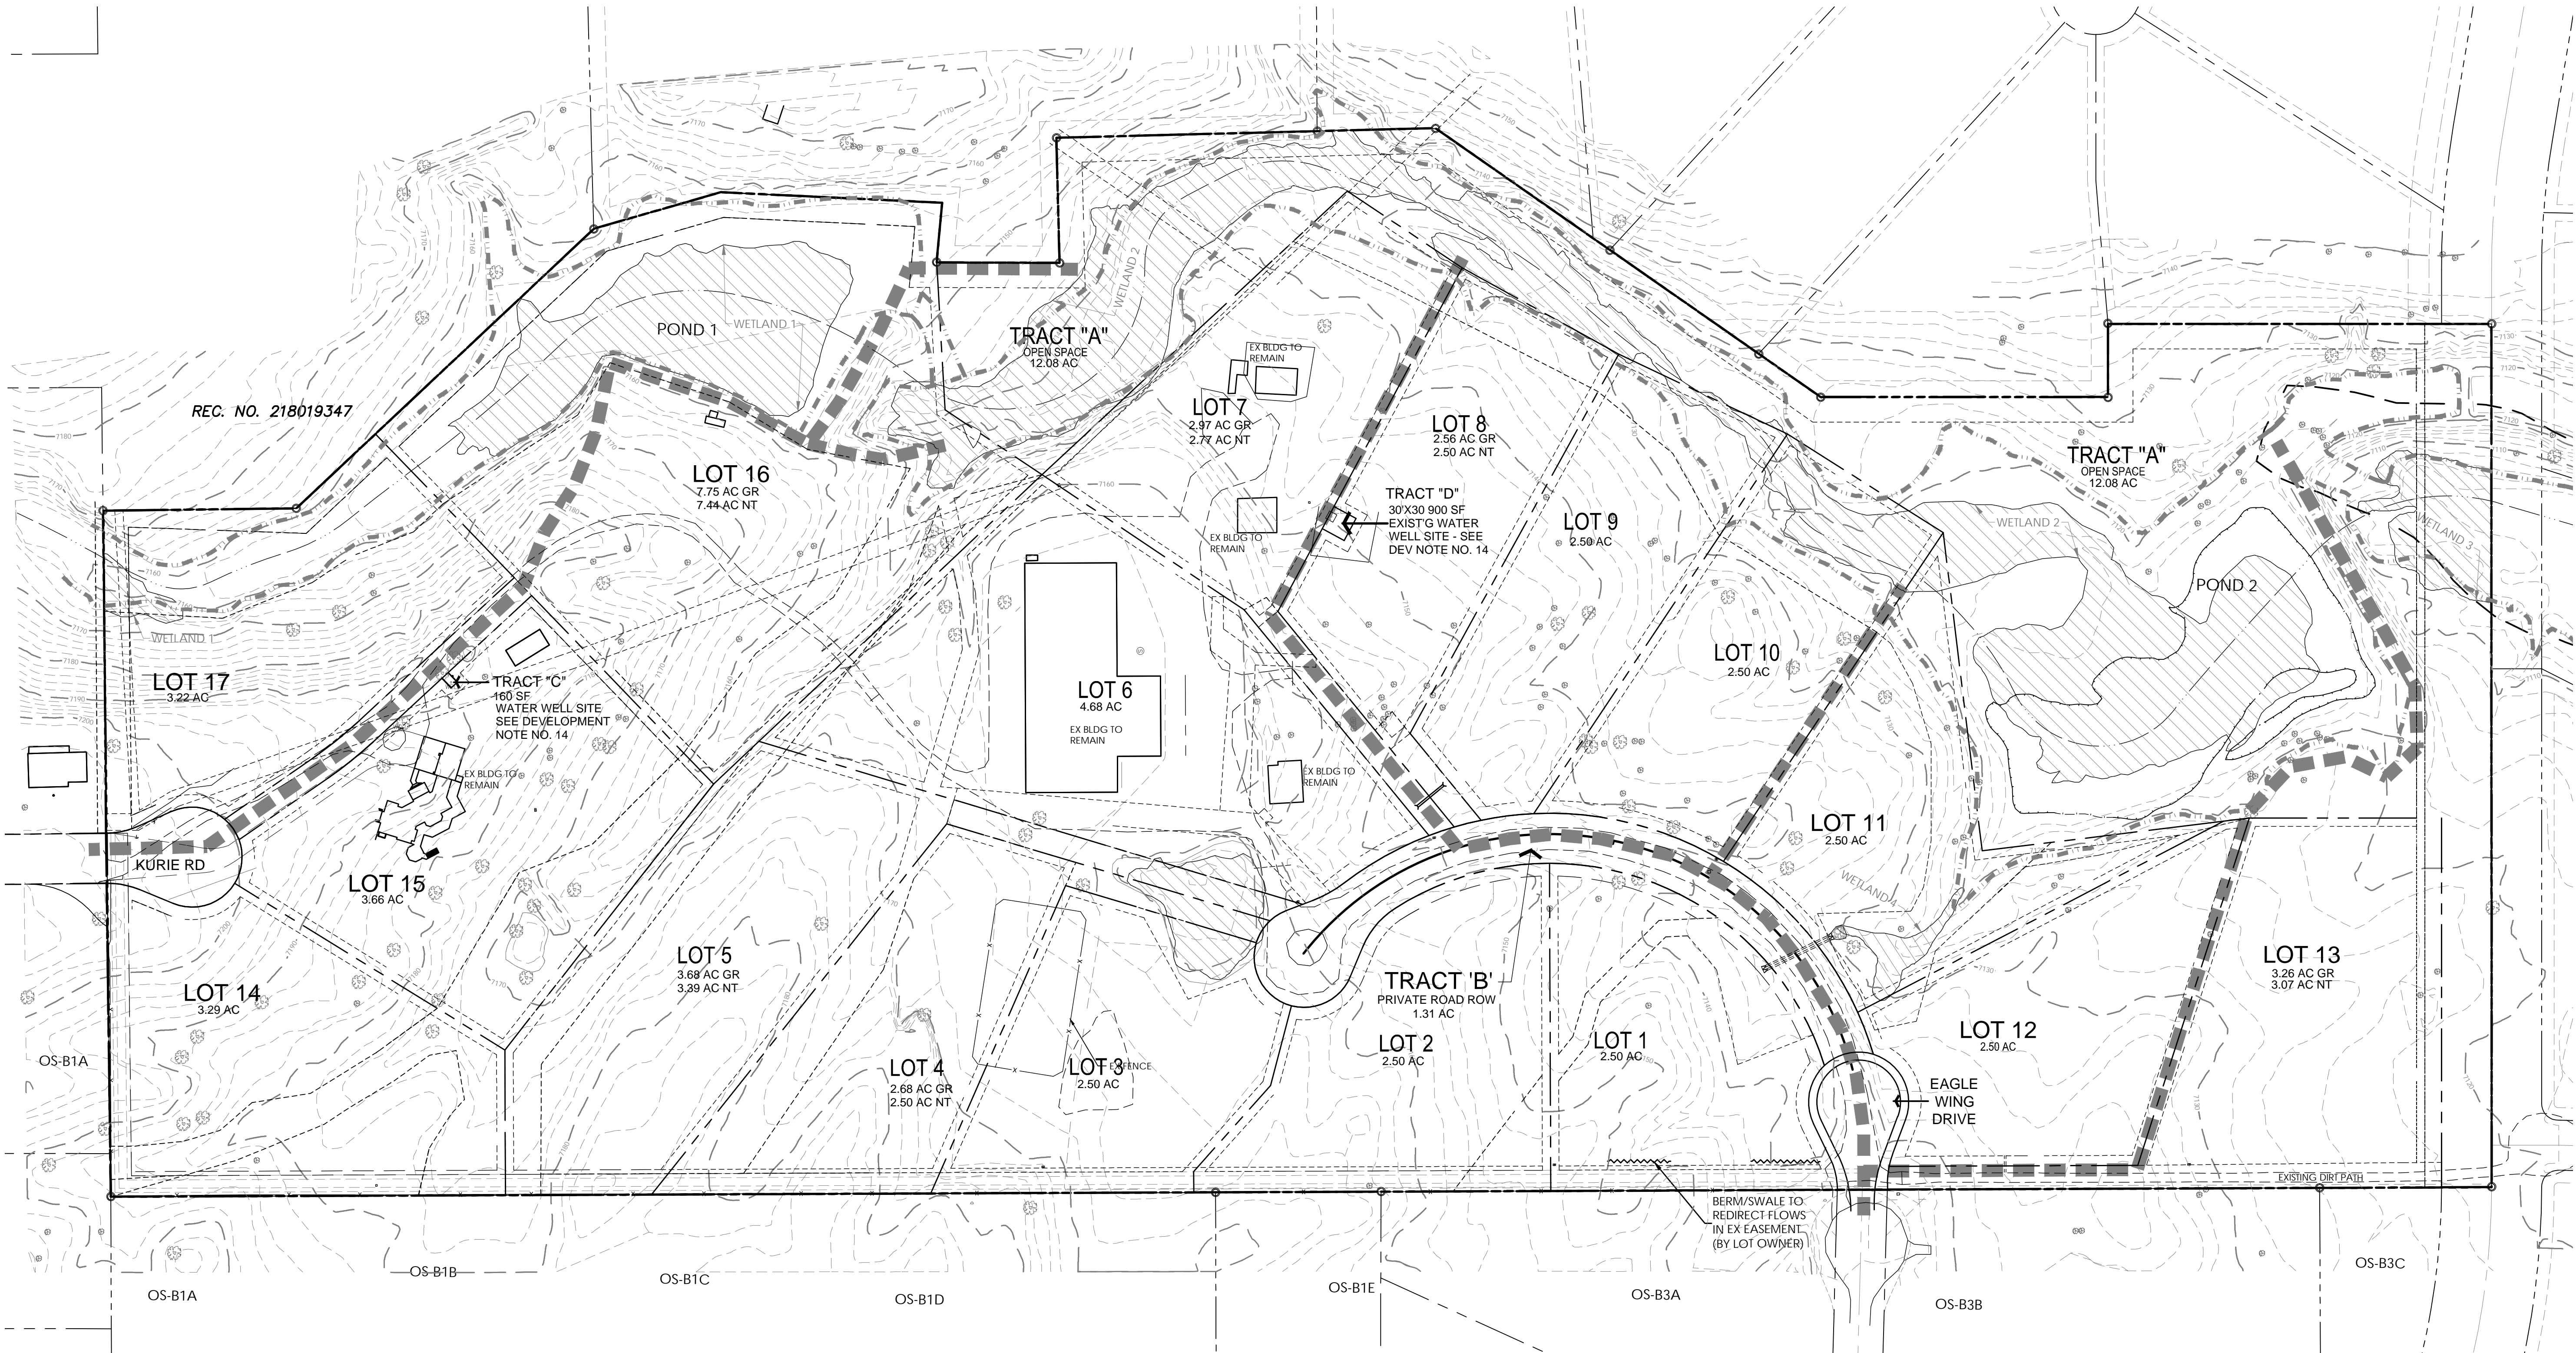 REC. NO. 218019347
POND 1
WETLAND 1
WETLAND 2
TRACT "A"
OPEN SPACE
12.08 AC
LOT 16
7.75 AC GR
7.44 AC NT
EX BLDG TO
REMAIN
LOT 7
2.97 AC GR
2.77 AC NT
EX BLDG TO
REMAIN
LOT 8
2.56 AC GR
2.50 AC NT
TRACT "D"
30'X30 900 SF
EXIST'G WATER
WELL SITE - SEE
DEV NOTE NO. 14
LOT 9
2.50 AC
LOT 10
2.50 AC
TRACT "A"
OPEN SPACE
12.08 AC
WETLAND 2
WETLAND 3
POND 2
WETLAND 1
LOT 17
3.22 AC
TRACT "C"
160 SF
WATER WELL SITE
SEE DEVELOPMENT
NOTE NO. 14
EX BLDG TO
REMAIN
LOT 6
4.68 AC
EX BLDG TO
REMAIN
EX BLDG TO
REMAIN
KURIE RD
LOT 15
3.66 AC
LOT 11
2.50 AC
WETLAND 4
LOT 14
3.29 AC
LOT 5
3.68 AC GR
3.39 AC NT
LOT 4
2.68 AC GR
2.50 AC NT
LOT 3
2.50 AC
EX FENCE
TRACT 'B'
PRIVATE ROAD ROW
1.31 AC
LOT 2
2.50 AC
LOT 1
2.50 AC
LOT 12
2.50 AC
LOT 13
3.26 AC GR
3.07 AC NT
EAGLE
WING
DRIVE
EXISTING DIRT PATH
BERM/SWALE TO
REDIRECT FLOWS
IN EX EASEMENT
(BY LOT OWNER)
OS-B1A
OS-B1A
OS-B1B
OS-B1C
OS-B1D
OS-B1E
OS-B3A
OS-B3B
OS-B3C
7170
7160
7150
7140
7130
7120
7110
7180
7190
7200